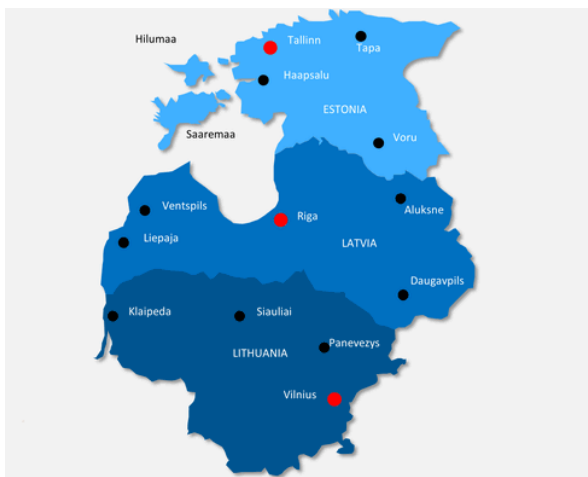 Hilumaa
Tallinn
Tapa
Haapsalu
ESTONIA
Saaremaa
Voru
Ventspils
Aluksne
Riga
Liepaja
LATVIA
Daugavpils
Klaipeda
Siauliai
Panevezys
LITHUANIA
Vilnius